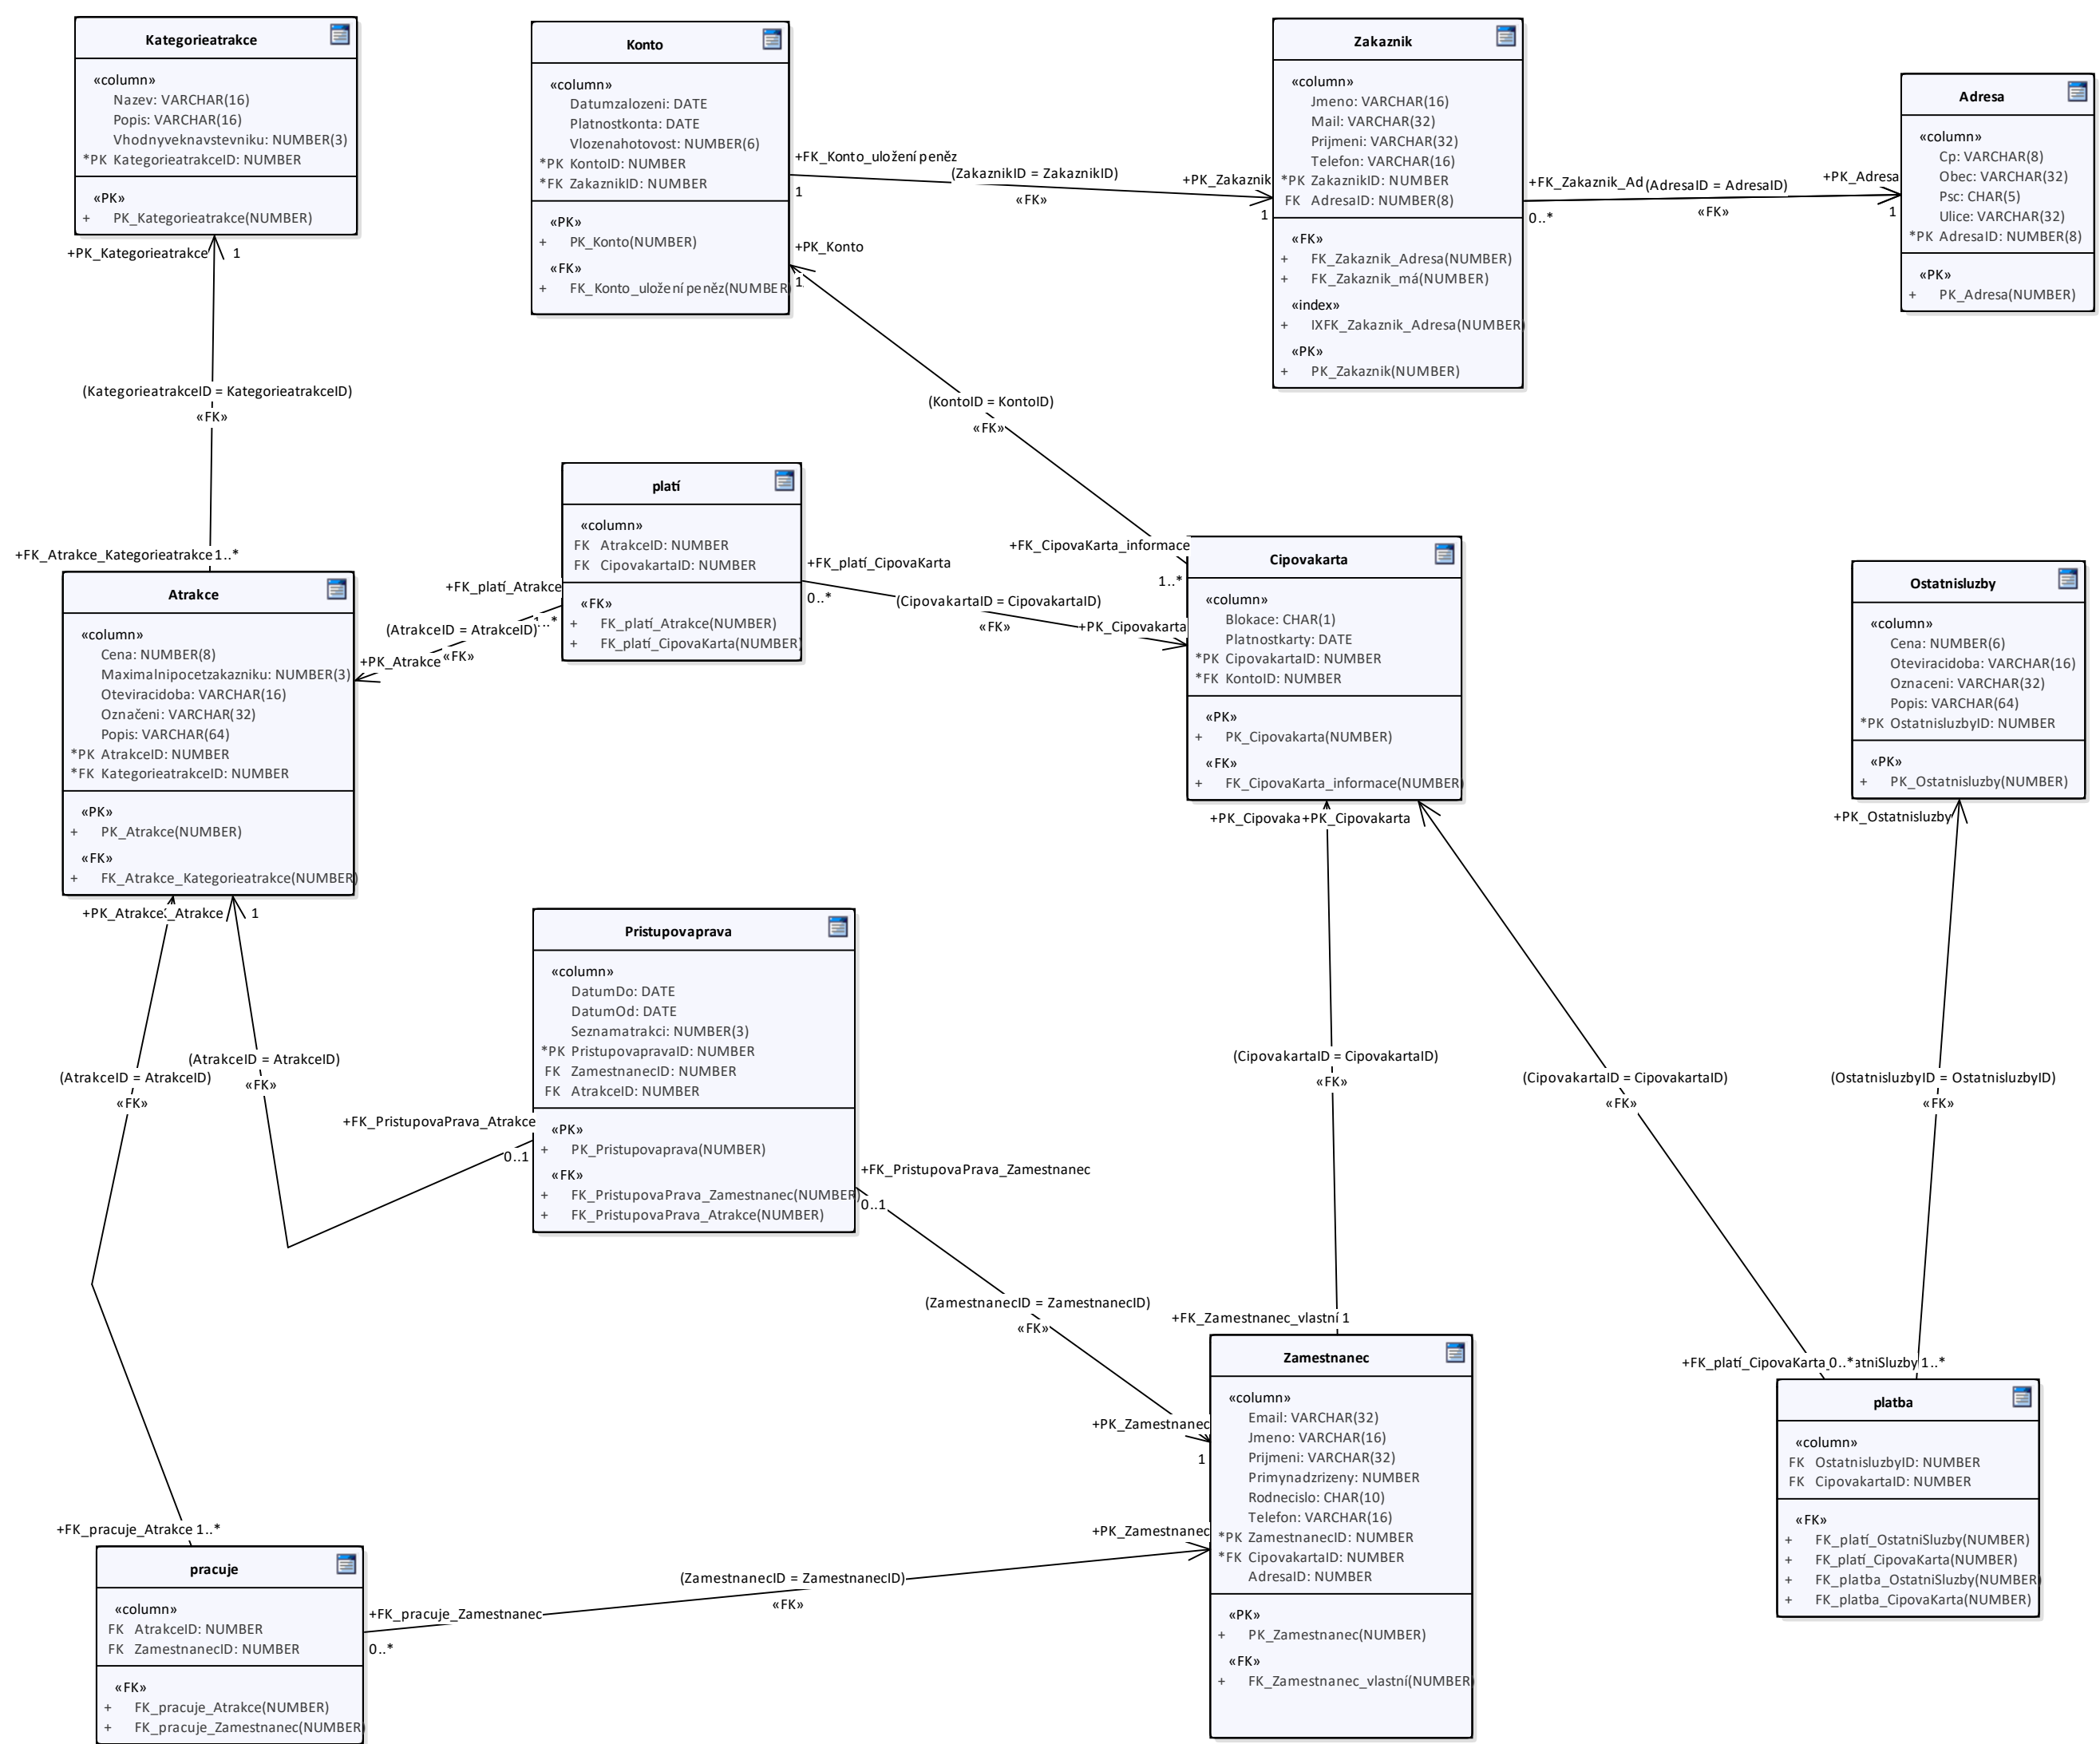 Kategorieatrakce
«column»
Nazev: VARCHAR(16)
Popis: VARCHAR(16)
Vhodnyveknavstevniku: NUMBER(3)
*PK KategorieatrakceID: NUMBER
«PK»
+ PK_Kategorieatrakce(NUMBER)
+PK_Kategorieatrakce 1
(KategorieatrakceID = KategorieatrakceID)
«FK»
+FK_Atrakce_Kategorieatrakce 1..*
Konto
«column»
Datumzalozeni: DATE
Platnostkonta: DATE
Vlozenahotovost: NUMBER(6)
*PK KontoID: NUMBER
*FK ZakaznikID: NUMBER
«PK»
+ PK_Konto(NUMBER)
«FK»
+ FK_Konto_uložení peněz(NUMBER)
+FK_Konto_uložení peněz
1
(ZakaznikID = ZakaznikID)
«FK»
+PK_Zakaznik
1
+PK_Konto
1
(KontoID = KontoID)
«FK»
+FK_CipovaKarta_informace
1..*
Zakaznik
«column»
Jmeno: VARCHAR(16)
Mail: VARCHAR(32)
Prijmeni: VARCHAR(32)
Telefon: VARCHAR(16)
*PK ZakaznikID: NUMBER
FK AdresaID: NUMBER(8)
«FK»
+ FK_Zakaznik_Adresa(NUMBER)
+ FK_Zakaznik_má(NUMBER)
«index»
+ IXFK_Zakaznik_Adresa(NUMBER)
«PK»
+ PK_Zakaznik(NUMBER)
+FK_Zakaznik_Ad
0..*
(AdresaID = AdresaID)
«FK»
+PK_Adresa
1
Adresa
«column»
Cp: VARCHAR(8)
Obec: VARCHAR(32)
Psc: CHAR(5)
Ulice: VARCHAR(32)
*PK AdresaID: NUMBER(8)
«PK»
+ PK_Adresa(NUMBER)
platí
«column»
FK AtrakceID: NUMBER
FK CipovakartaID: NUMBER
«FK»
+ FK_platí_Atrakce(NUMBER)
+ FK_platí_CipovaKarta(NUMBER)
+FK_platí_Atrakce
1..*
(AtrakceID = AtrakceID)
«FK»
+PK_Atrakce
+FK_platí_CipovaKarta
0..*
(CipovakartaID = CipovakartaID)
«FK»
+PK_Cipovakarta
Atrakce
«column»
Cena: NUMBER(8)
Maximalnipocetzakazniku: NUMBER(3)
Oteviracidoba: VARCHAR(16)
Označeni: VARCHAR(32)
Popis: VARCHAR(64)
*PK AtrakceID: NUMBER
*FK KategorieatrakceID: NUMBER
«PK»
+ PK_Atrakce(NUMBER)
«FK»
+ FK_Atrakce_Kategorieatrakce(NUMBER)
+PK_Atrakce _Atrakce 1
Cipovakarta
«column»
Blokace: CHAR(1)
Platnostkarty: DATE
*PK CipovakartaID: NUMBER
*FK KontoID: NUMBER
«PK»
+ PK_Cipovakarta(NUMBER)
«FK»
+ FK_CipovaKarta_informace(NUMBER)
+PK_Cipovaka +PK_Cipovakarta
Ostatnisluzby
«column»
Cena: NUMBER(6)
Oteviracidoba: VARCHAR(16)
Oznaceni: VARCHAR(32)
Popis: VARCHAR(64)
*PK OstatnisluzbyID: NUMBER
«PK»
+ PK_Ostatnisluzby(NUMBER)
+PK_Ostatnisluzby
Pristupovaprava
«column»
DatumDo: DATE
DatumOd: DATE
Seznamatrakci: NUMBER(3)
*PK PristupovapravaID: NUMBER
FK ZamestnanecID: NUMBER
FK AtrakceID: NUMBER
«PK»
+ PK_Pristupovaprava(NUMBER)
«FK»
+ FK_PristupovaPrava_Zamestnanec(NUMBER)
+ FK_PristupovaPrava_Atrakce(NUMBER)
(AtrakceID = AtrakceID)
«FK»
(AtrakceID = AtrakceID)
«FK»
+FK_PristupovaPrava_Atrakce
0..1
+FK_PristupovaPrava_Zamestnanec
0..1
(CipovakartaID = CipovakartaID)
«FK»
(CipovakartaID = CipovakartaID)
«FK»
(OstatnisluzbyID = OstatnisluzbyID)
«FK»
(ZamestnanecID = ZamestnanecID)
«FK»
+FK_Zamestnanec_vlastní 1
+PK_Zamestnanec
1
+PK_Zamestnanec
Zamestnanec
«column»
Email: VARCHAR(32)
Jmeno: VARCHAR(16)
Prijmeni: VARCHAR(32)
Primynadzrizeny: NUMBER
Rodnecislo: CHAR(10)
Telefon: VARCHAR(16)
*PK ZamestnanecID: NUMBER
*FK CipovakartaID: NUMBER
AdresaID: NUMBER
«PK»
+ PK_Zamestnanec(NUMBER)
«FK»
+ FK_Zamestnanec_vlastní(NUMBER)
+FK_platí_CipovaKarta 0..* atniSluzby 1..*
platba
«column»
FK OstatnisluzbyID: NUMBER
FK CipovakartaID: NUMBER
«FK»
+ FK_platí_OstatniSluzby(NUMBER)
+ FK_platí_CipovaKarta(NUMBER)
+ FK_platba_OstatniSluzby(NUMBER)
+ FK_platba_CipovaKarta(NUMBER)
+FK_pracuje_Atrakce 1..*
pracuje
«column»
FK AtrakceID: NUMBER
FK ZamestnanecID: NUMBER
«FK»
+ FK_pracuje_Atrakce(NUMBER)
+ FK_pracuje_Zamestnanec(NUMBER)
+FK_pracuje_Zamestnanec
0..*
(ZamestnanecID = ZamestnanecID)
«FK»